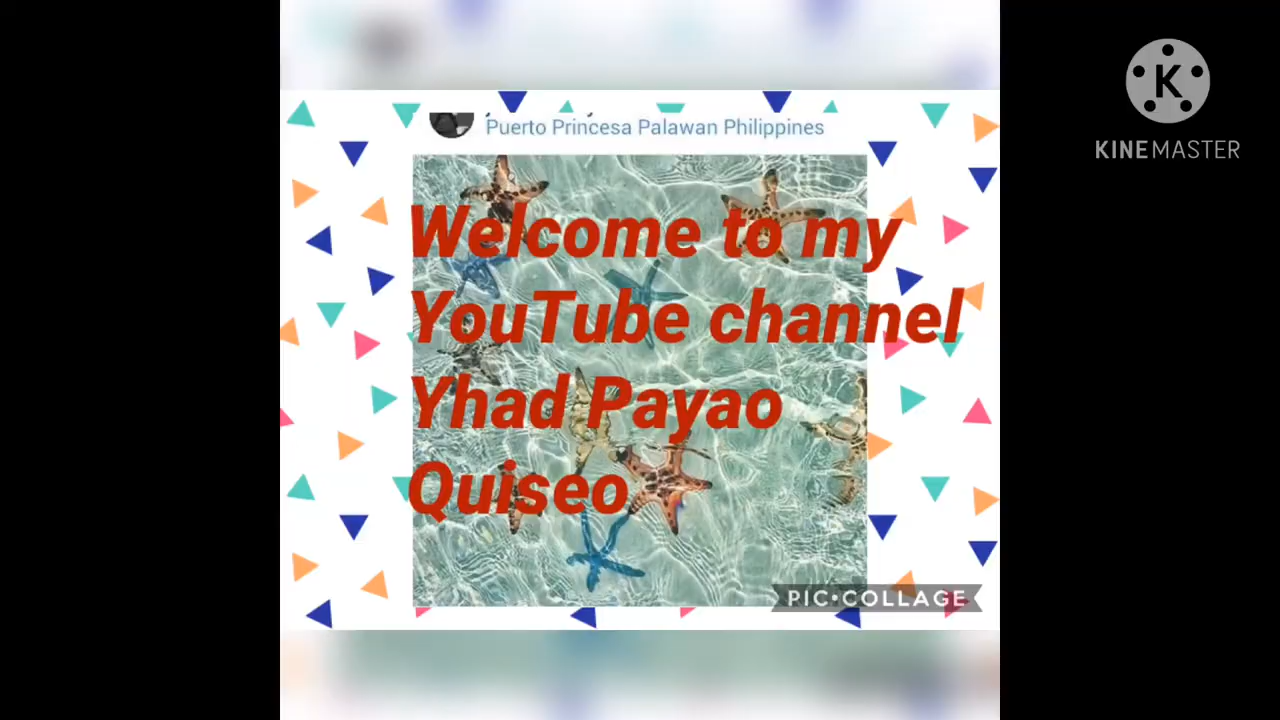 Puerto Princesa Palawan Philippines
Welcome to my
YouTube channel
Yhad Payao
Quiseo
PIC•COLLAGE
K
KINEMASTER